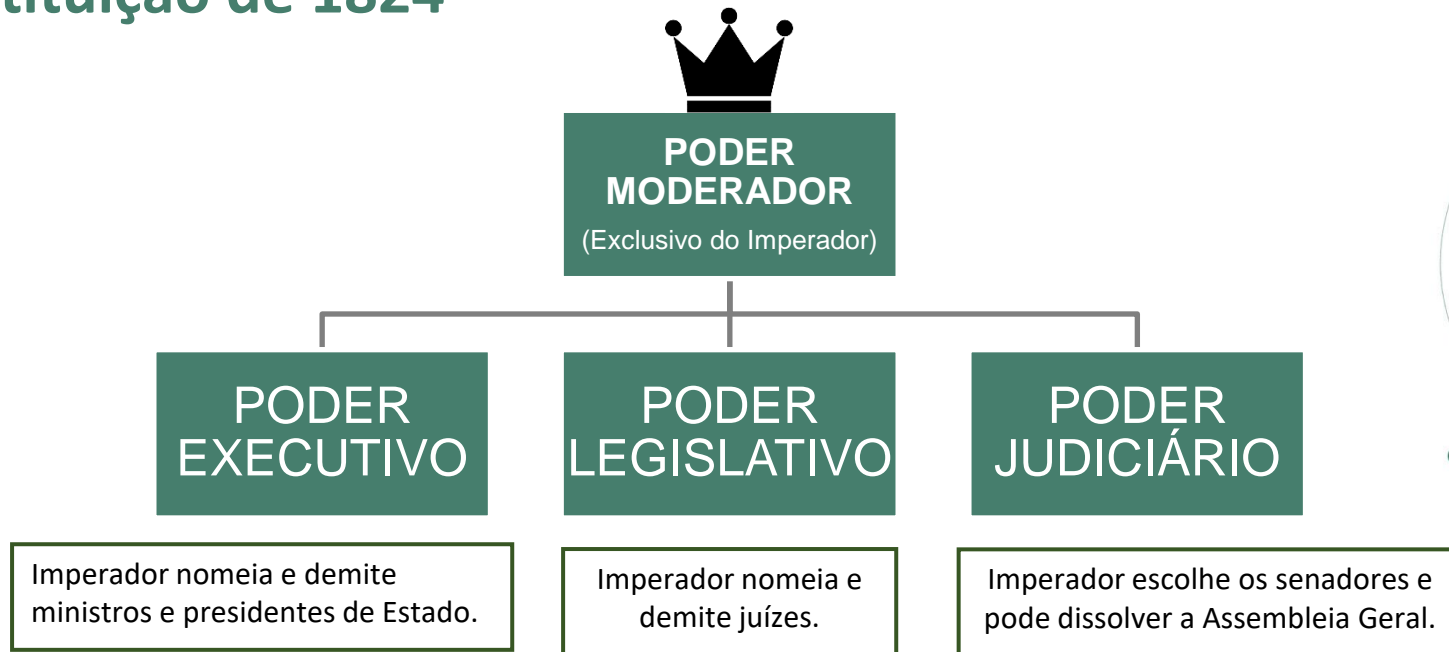 tituição de 1824
PODER
MODERADOR
(Exclusivo do Imperador)
PODER
EXECUTIVO
PODER
LEGISLATIVO
PODER
JUDICIÁRIO
Imperador nomeia e demite
ministros e presidentes de Estado.
Imperador nomeia e
demite juízes.
Imperador escolhe os senadores e
pode dissolver a Assembleia Geral.